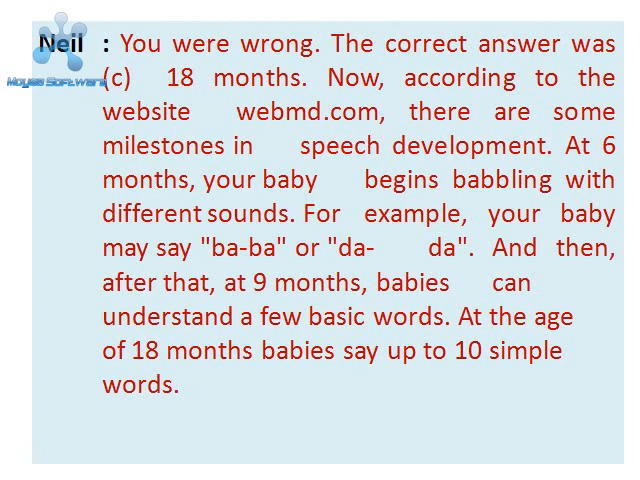 Neil : You were wrong. The correct answer was
(c) 18 months. Now, according to the
website webmd.com, there are some
milestones in speech development. At 6
months, your baby begins babbling with
different sounds. For example, your baby
may say "ba-ba" or "da- da". And then,
after that, at 9 months, babies can
understand a few basic words. At the age
of 18 months babies say up to 10 simple
words.
Moyea Software